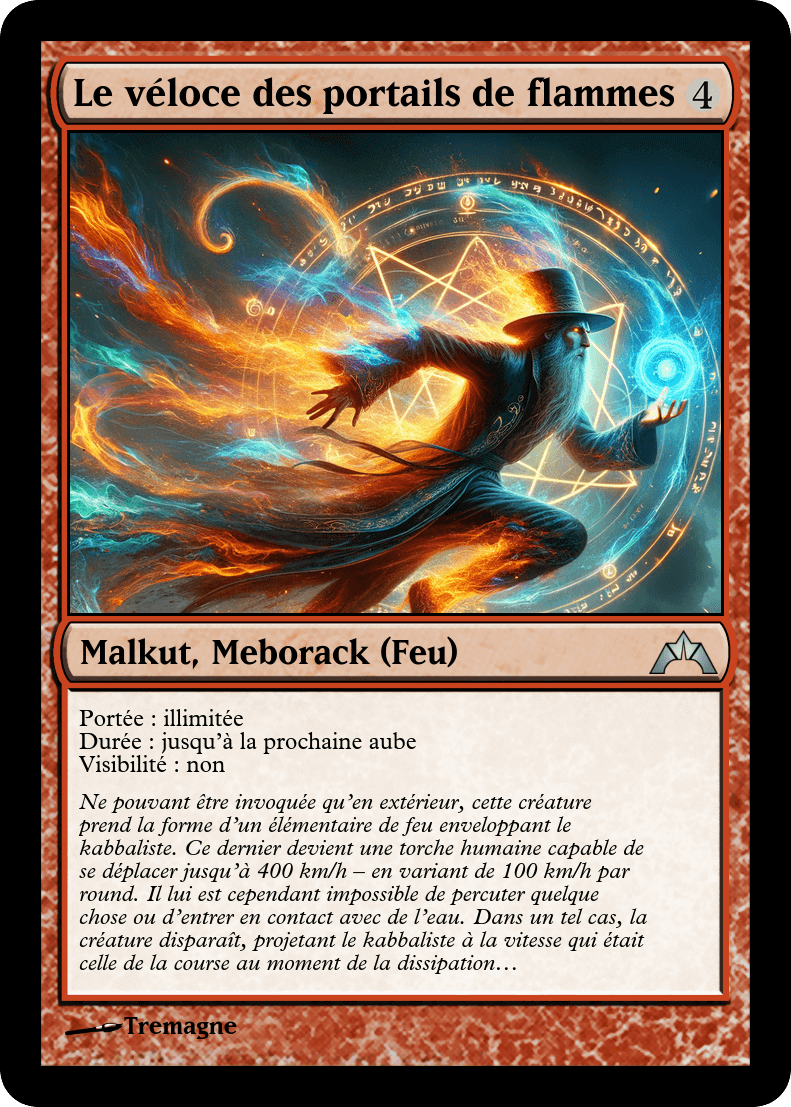 Le véloce des portails de flammes 4
Malkut, Meborack (Feu)
Portée : illimitée
Durée : jusqu'à la prochaine aube
Visibilité : non
Ne pouvant être invoquée qu'en extérieur, cette créature
prend la forme d'un élémentaire de feu enveloppant le
kabbaliste. Ce dernier devient une torche humaine capable de
se déplacer jusqu'à 400 km/h – en variant de 100 km/h par
round. Il lui est cependant impossible de percuter quelque
chose ou d'entrer en contact avec de l'eau. Dans un tel cas, la
créature disparaît, projetant le kabbaliste à la vitesse qui était
celle de la course au moment de la dissipation…
Tremagne